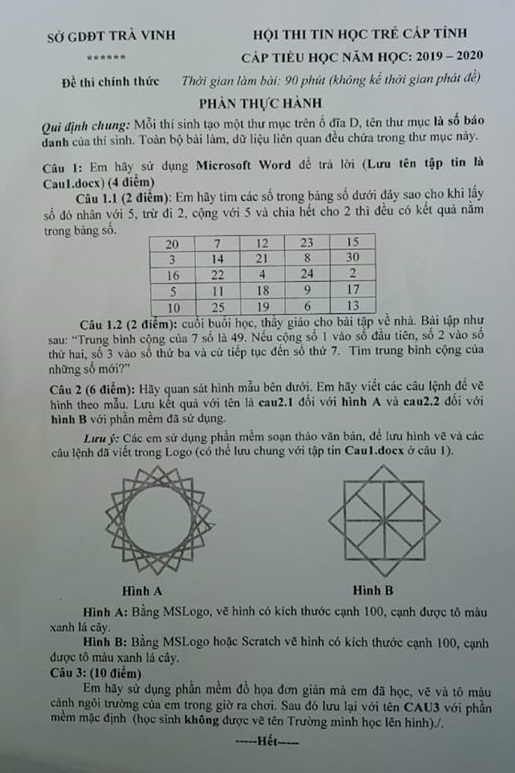 SỞ GDĐT TRÀ VINH
HỘI THI TIN HỌC TRẺ CẤP TỈNH
******
CẤP TIỂU HỌC NĂM HỌC: 2019 – 2020
Đề thi chính thức
Thời gian làm bài: 90 phút (không kể thời gian phát đề)
PHẦN THỰC HÀNH
Qui định chung: Mỗi thí sinh tạo một thư mục trên ổ đĩa D, tên thư mục là số báo
danh của thí sinh. Toàn bộ bài làm, dữ liệu liên quan đều chứa trong thư mục này.
Câu 1: Em hãy sử dụng Microsoft Word để trả lời (Lưu tên tập tin là
Cau1.docx) (4 điểm)
Câu 1.1 (2 điểm): Em hãy tìm các số trong bảng số dưới đây sao cho khi lấy
số đó nhân với 5, trừ đi 2, cộng với 5 và chia hết cho 2 thì đều có kết quả nằm
trong bảng số.
20 7 12 23 15
3 14 21 8 30
16 22 4 24 2
5 11 18 9 17
10 25 19 6 13
Câu 1.2 (2 điểm): cuối buổi học, thầy giáo cho bài tập về nhà. Bài tập như
sau: “Trung bình cộng của 7 số là 49. Nếu cộng số 1 vào số đầu tiên, số 2 vào số
thứ hai, số 3 vào số thứ ba và cứ tiếp tục đến số thứ 7. Tìm trung bình cộng của
những số mới?”
Câu 2 (6 điểm): Hãy quan sát hình mẫu bên dưới. Em hãy viết các câu lệnh để vẽ
hình theo mẫu. Lưu kết quả với tên là cau2.1 đối với hình A và cau2.2 đối với
hình B với phần mềm đã sử dụng.
Lưu ý: Các em sử dụng phần mềm soạn thảo văn bản, để lưu hình vẽ và các
câu lệnh đã viết trong Logo (có thể lưu chung với tập tin Cau1.docx ở câu 1).
Hình A
Hình B
Hình A: Bằng MSLogo, vẽ hình có kích thước cạnh 100, cạnh được tô màu
xanh lá cây.
Hình B: Bằng MSLogo hoặc Scratch vẽ hình có kích thước cạnh 100, cạnh
được tô màu xanh lá cây.
Câu 3: (10 điểm)
Em hãy sử dụng phần mềm đồ họa đơn giản mà em đã học, vẽ và tô màu
cảnh ngôi trường của em trong giờ ra chơi. Sau đó lưu lại với tên CAU3 với phần
mềm mặc định (học sinh không được vẽ tên Trường mình học lên hình)./.
-----Hết-----